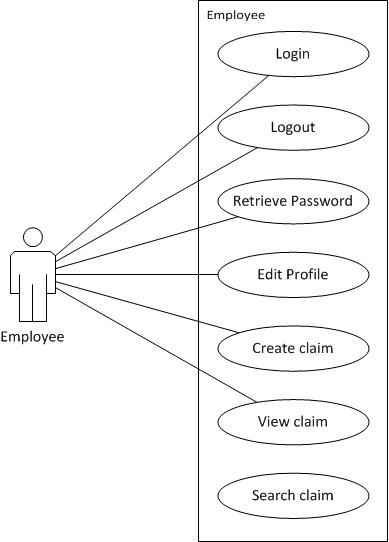 Employee
Login
Logout
Retrieve Password
Edit Profile
Employee
Create claim
View claim
Search claim